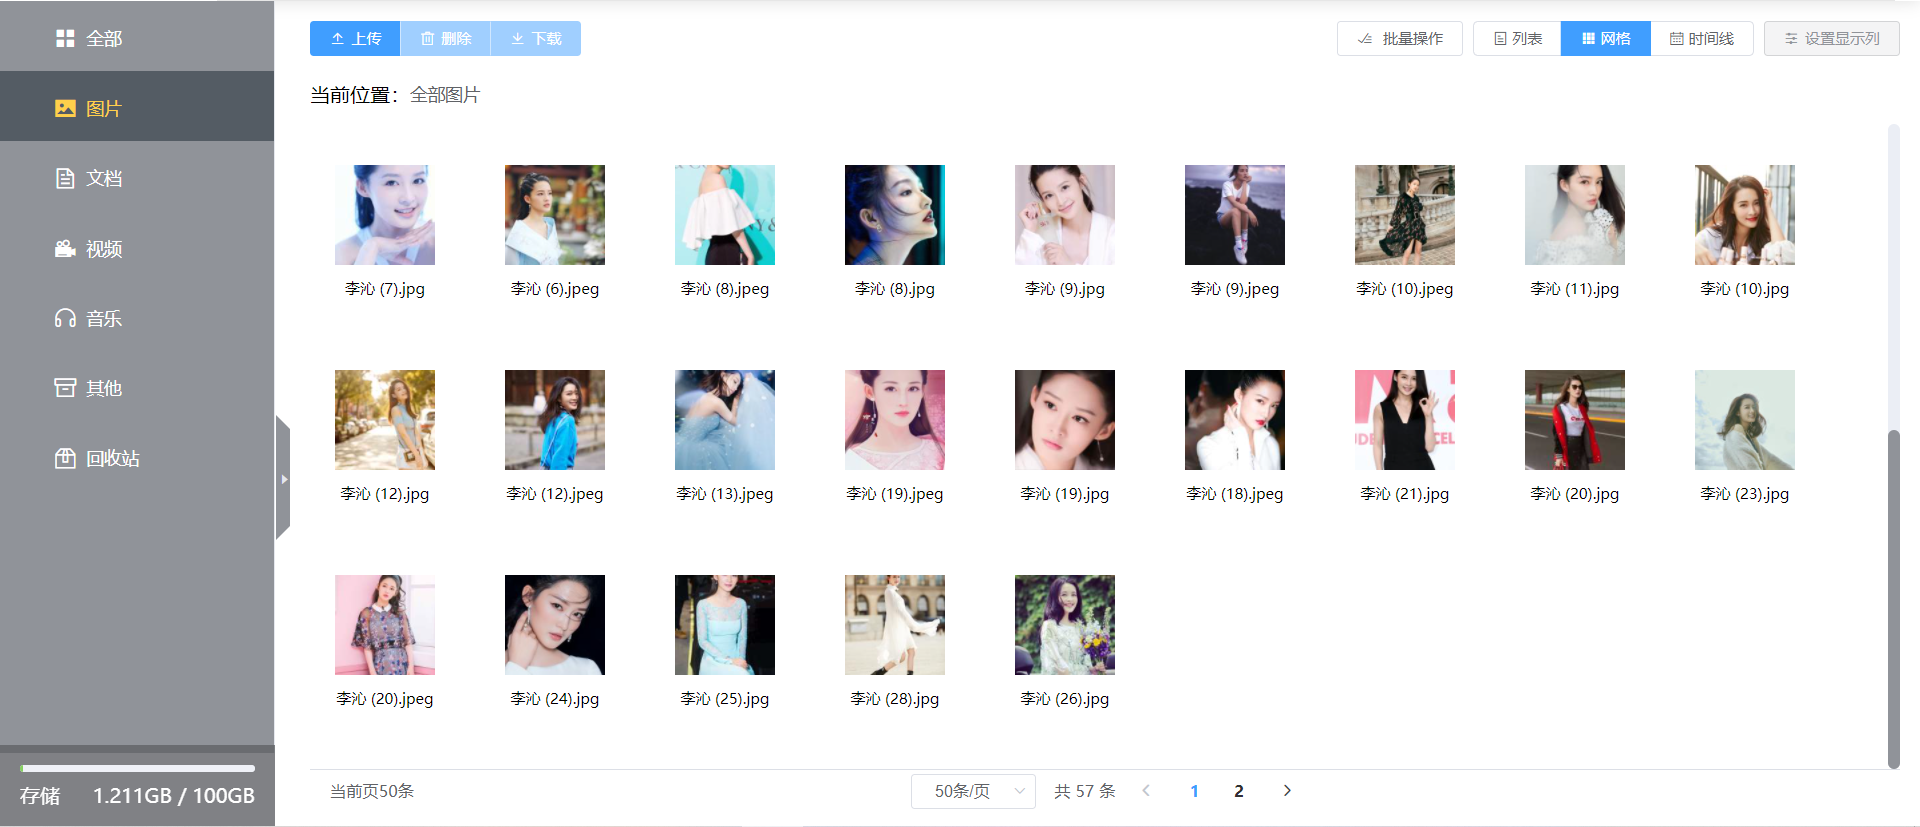 全部
图片
文档
视频
音乐
其他
回收站
存储 1.211GB / 100GB
上传 删除 下载
批量操作 列表 网格 时间线 设置显示列
当前位置：全部图片
李沁 (7).jpg 李沁 (6).jpeg 李沁 (8).jpeg 李沁 (8).jpg 李沁 (9).jpg 李沁 (9).jpeg 李沁 (10).jpeg 李沁 (11).jpg 李沁 (10).jpg
李沁 (12).jpg 李沁 (12).jpeg 李沁 (13).jpeg 李沁 (19).jpeg 李沁 (19).jpg 李沁 (18).jpeg 李沁 (21).jpg 李沁 (20).jpg 李沁 (23).jpg
李沁 (20).jpeg 李沁 (24).jpg 李沁 (25).jpg 李沁 (28).jpg 李沁 (26).jpg
当前页50条 50条/页 共 57 条 1 2